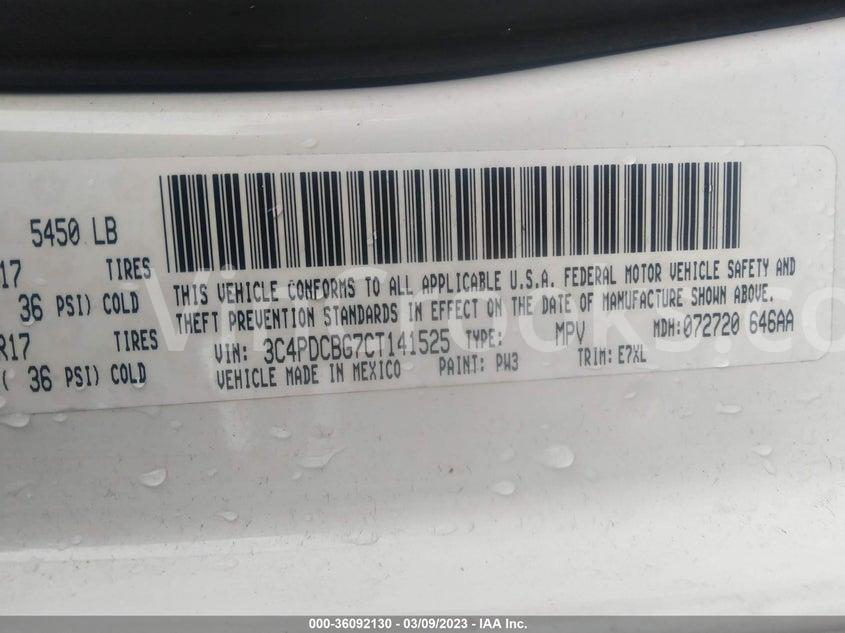 5450 LB
17 TIRES
36 PSI) COLD
R17 TIRES
( 36 PSI) COLD
THIS VEHICLE CONFORMS TO ALL APPLICABLE U.S.A. FEDERAL MOTOR VEHICLE SAFETY AND
THEFT PREVENTION STANDARDS IN EFFECT ON THE DATE OF MANUFACTURE SHOWN ABOVE.
VIN: 3C4PDCBG7CT141525 TYPE: MPV MDH:072720 646AA
VEHICLE MADE IN MEXICO PAINT: PW3 TRIM: E7XL
VinCrocks.co
000-36092130 - 03/09/2023 - IAA Inc.